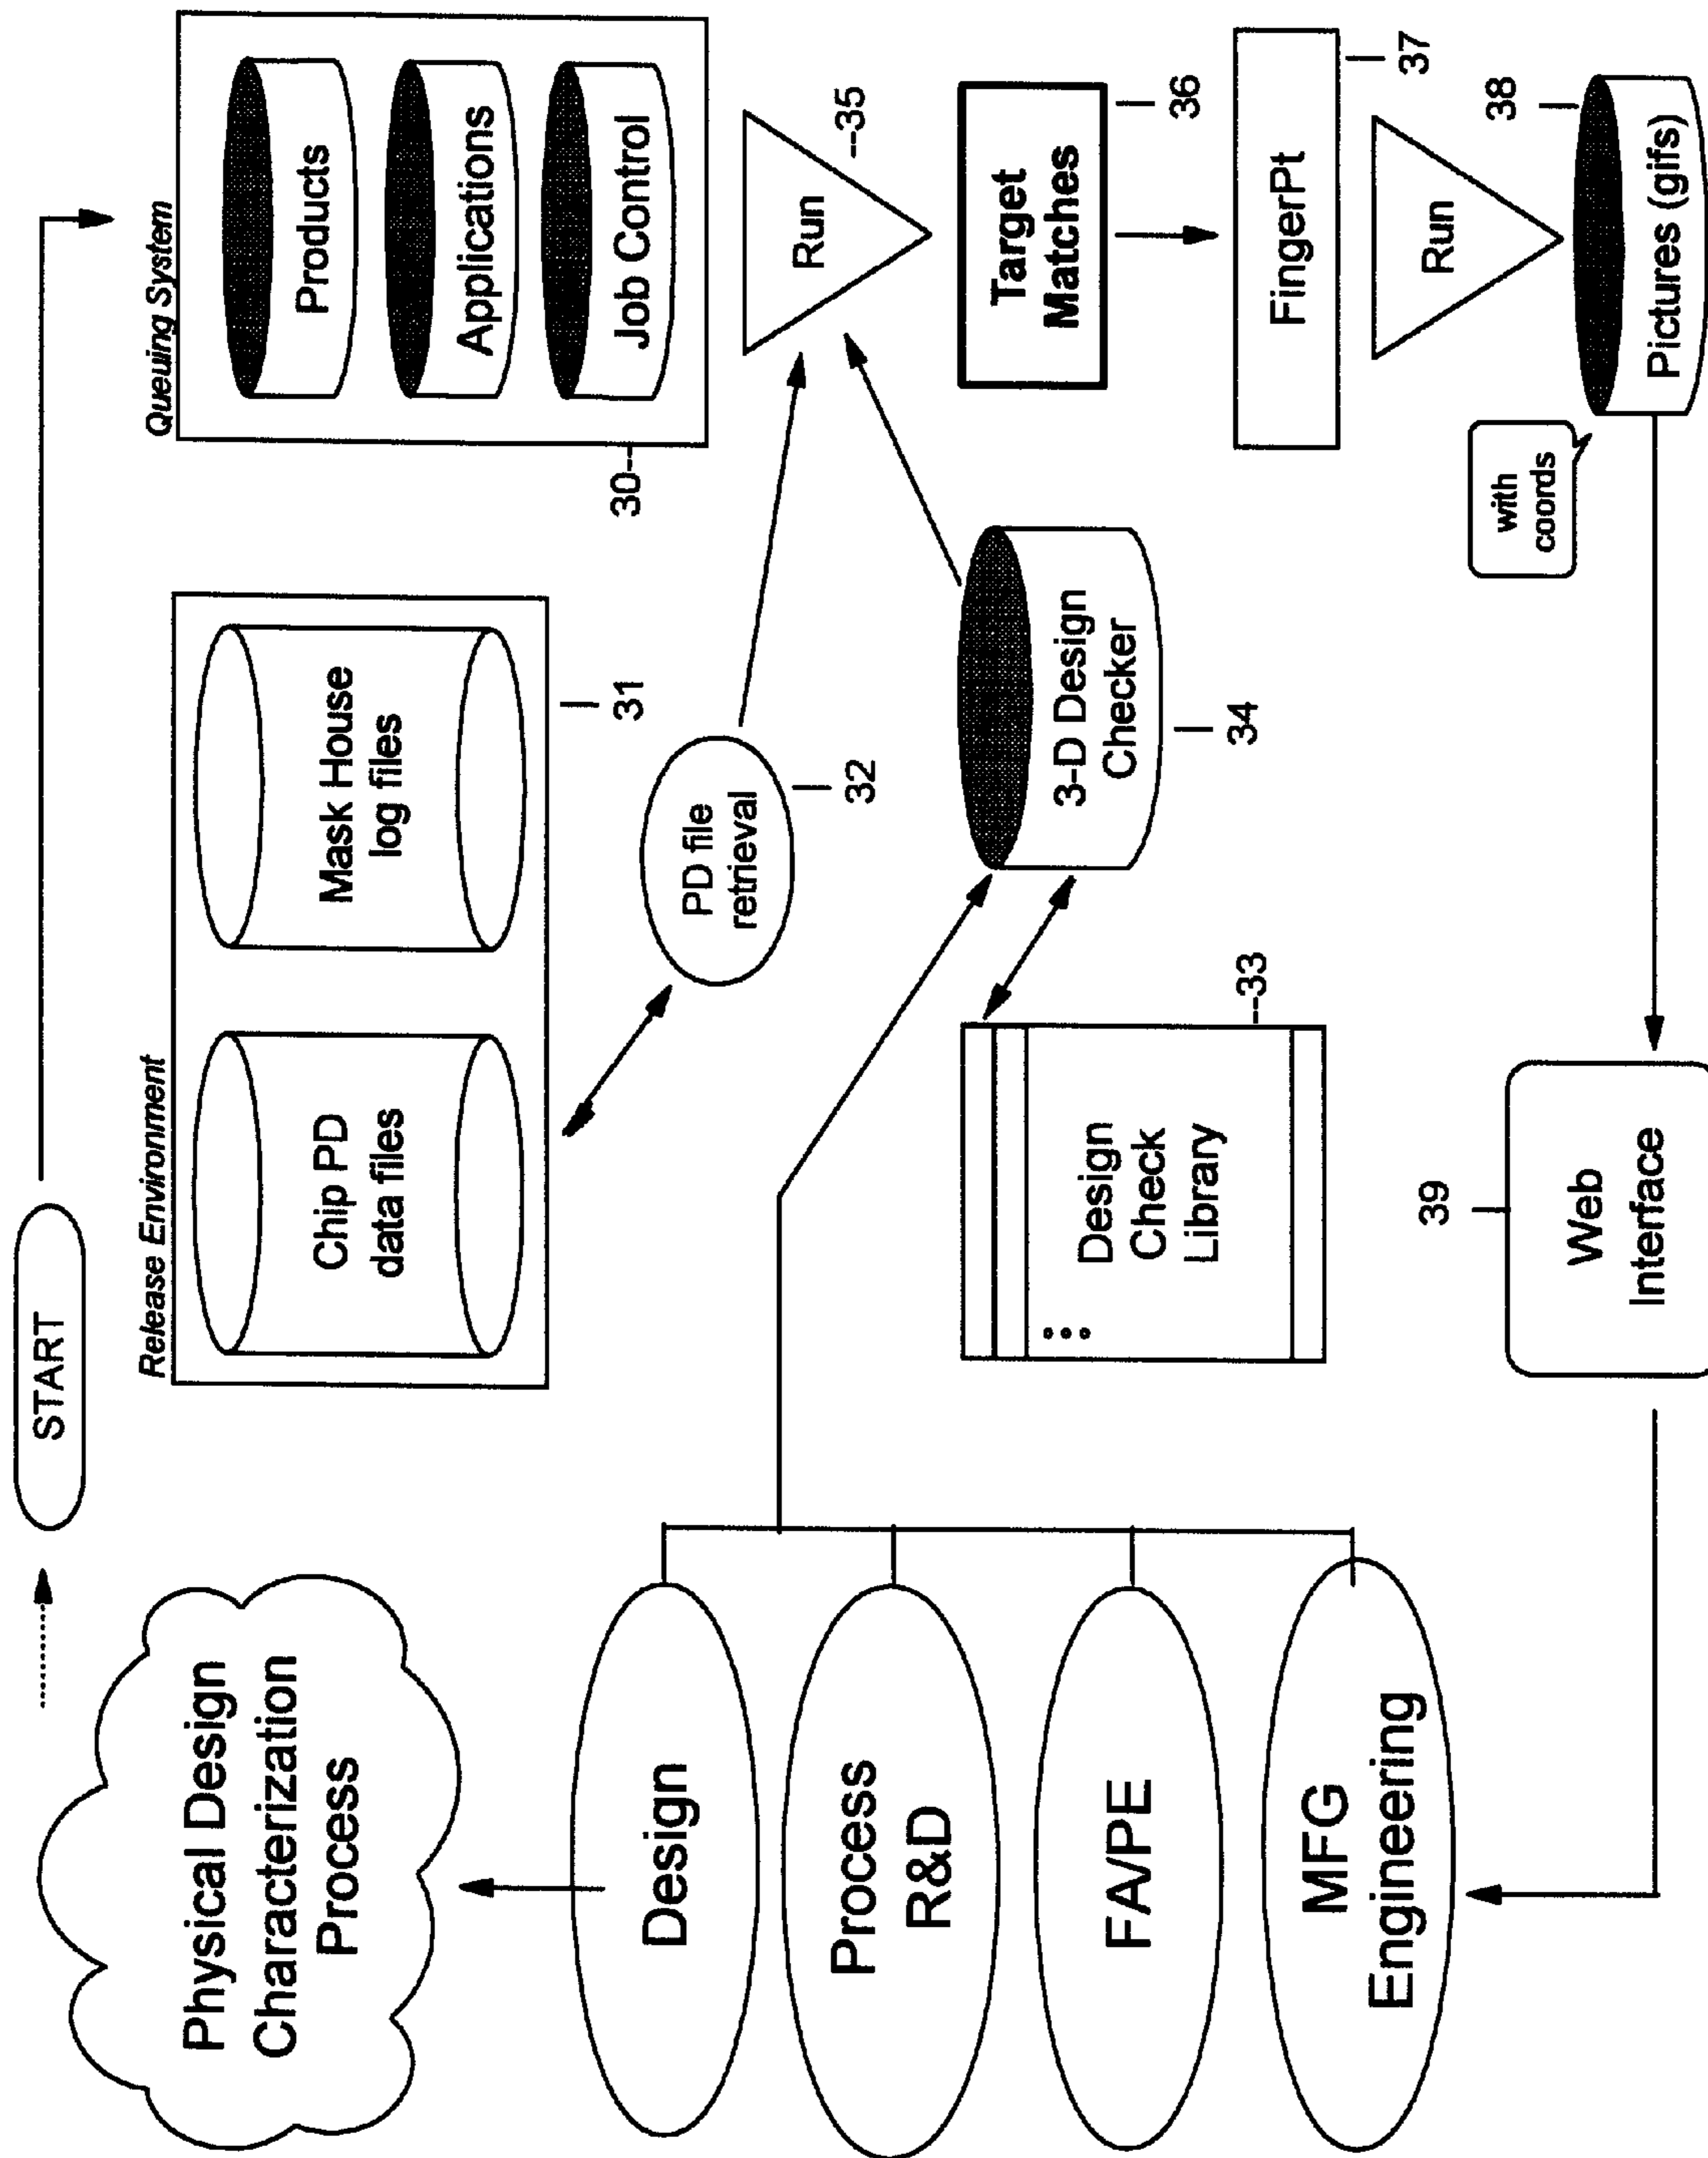 Physical Design
Characterization
Process
START
Release Environment
Chip PD
data files
Mask House
log files
31
Queuing System
Products
Applications
Job Control
30--
PD file
retrieval
32
Run
--35
Design
Process
R&D
FA/PE
MFG
Engineering
Design
Check
Library
--33
3-D Design
Checker
34
Target
Matches
36
FingerPt
37
Run
with
coords
38
Pictures (gifs)
39
Web
Interface